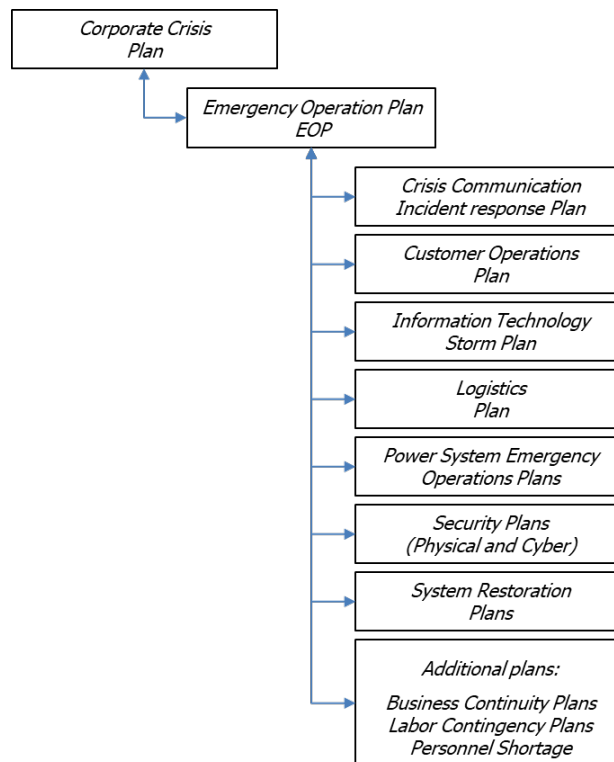 Corporate Crisis
Plan
Emergency Operation Plan
EOP
Crisis Communication
Incident response Plan
Customer Operations
Plan
Information Technology
Storm Plan
Logistics
Plan
Power System Emergency
Operations Plans
Security Plans
(Physical and Cyber)
System Restoration
Plans
Additional plans:
Business Continuity Plans
Labor Contingency Plans
Personnel Shortage